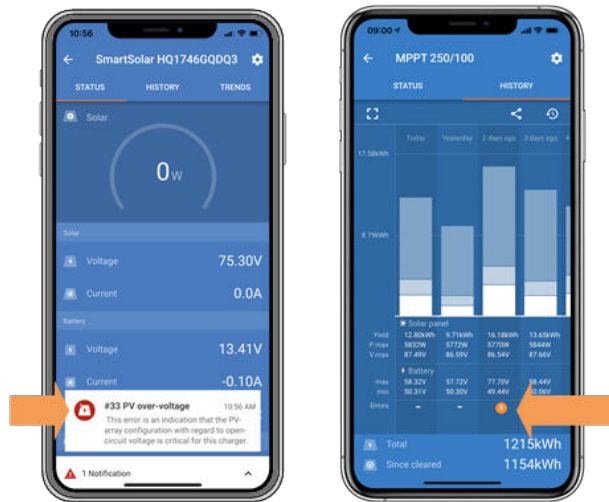 10:56
SmartSolar HQ1746GQDQ3
STATUS HISTORY TRENDS
Solar
0W
Solar
Voltage 75.30V
Current 0.0A
Battery
Voltage 13.41V
Current -0.10A
#33 PV over-voltage 10:56 AM
This error is an indication that the PV-
array configuration with regard to open-
circuit voltage is critical for this charger.
1 Notification
09:00
MPPT 250/100
STATUS HISTORY
Today Yesterday 2 days ago 3 days ago 4
17.58kWh
8.79kWh
Solar panel
Yield 12.80kWh 9.71kWh 16.18kWh 13.65kWh
P max 5832W 5772W 5770W 5844W
V max 87.49V 86.59V 86.54V 87.66V
Battery
max 58.32V 57.72V 77.70V 58.44V
min 50.31V 50.30V 49.44V 50.06V
Errors - - 1
Total 1215kWh
Since cleared 1154kWh